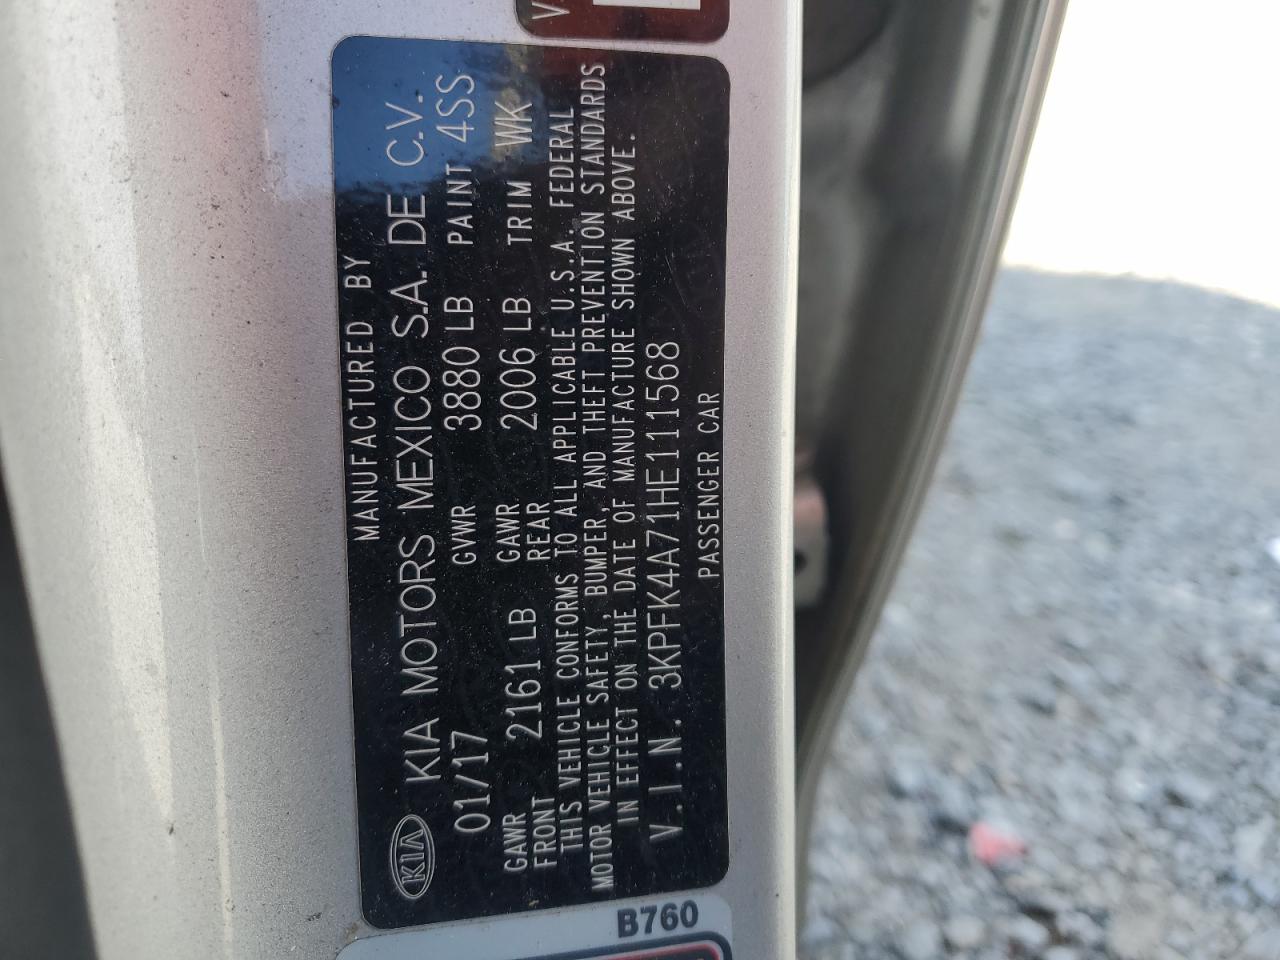 MANUFACTURED BY
KIA KIA MOTORS MEXICO S.A. DE C.V.
01/17 GVWR 3880 LB PAINT 4SS
GAWR FRONT 2161 LB GAWR REAR 2006 LB TRIM WK
THIS VEHICLE CONFORMS TO ALL APPLICABLE U.S.A. FEDERAL
MOTOR VEHICLE SAFETY, BUMPER, AND THEFT PREVENTION STANDARDS
IN EFFECT ON THE DATE OF MANUFACTURE SHOWN ABOVE.
V.I.N. 3KPFK4A71HE111568
PASSENGER CAR
B760
V